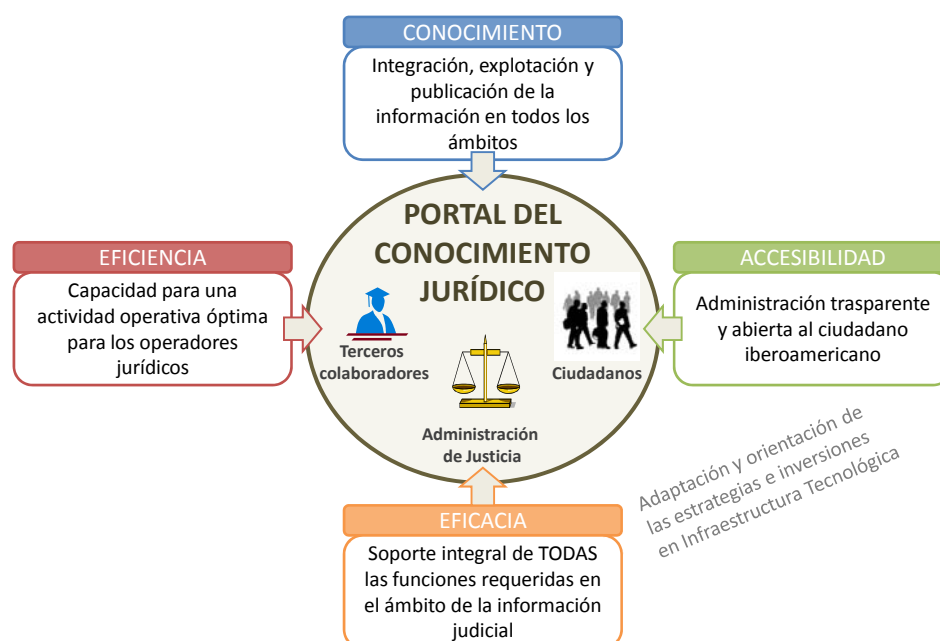 CONOCIMIENTO
Integración, explotación y
publicación de la
información en todos los
ámbitos
PORTAL DEL
CONOCIMIENTO
JURÍDICO
EFICIENCIA
Capacidad para una
actividad operativa óptima
para los operadores
jurídicos
Terceros
colaboradores
Ciudadanos
Administración
de Justicia
ACCESIBILIDAD
Administración trasparente
y abierta al ciudadano
iberoamericano
Adaptación y orientación de
las estrategias e inversiones
en Infraestructura Tecnológica
EFICACIA
Soporte integral de TODAS
las funciones requeridas en
el ámbito de la información
judicial